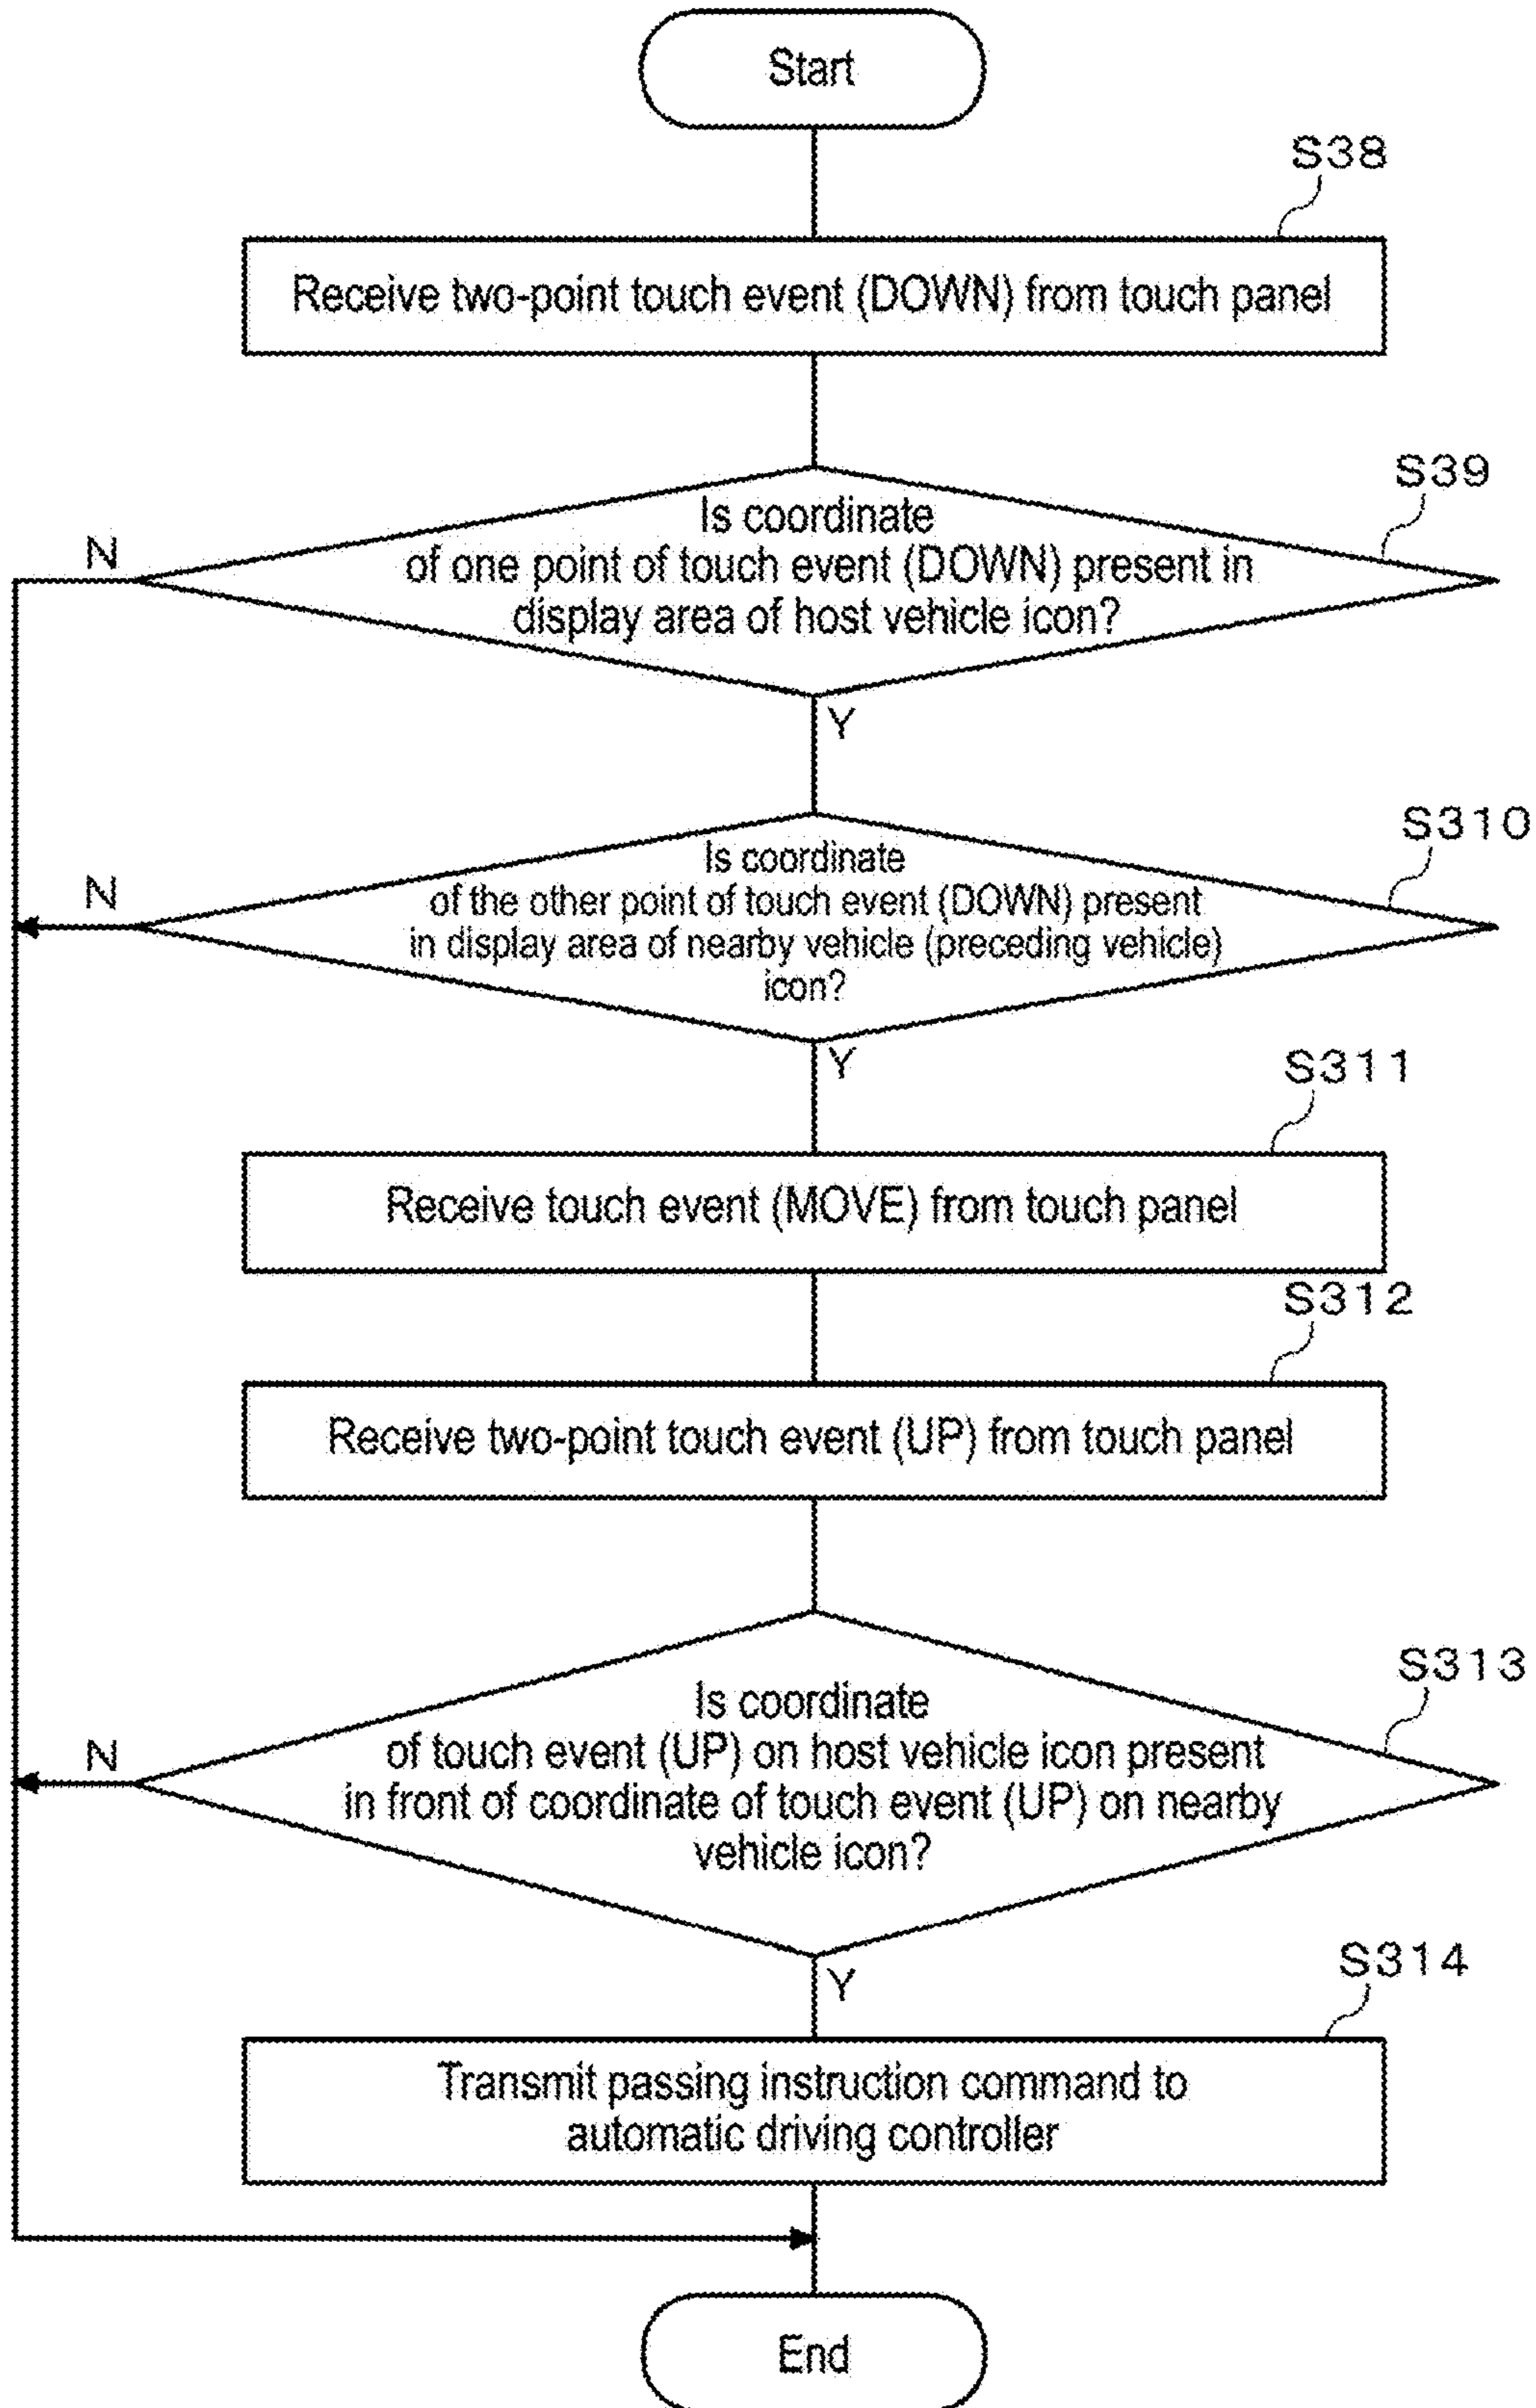 Start
S38
Receive two-point touch event (DOWN) from touch panel
S39
Is coordinate
of one point of touch event (DOWN) present in
display area of host vehicle icon?
N
Y
S310
Is coordinate
of the other point of touch event (DOWN) present
in display area of nearby vehicle (preceding vehicle)
icon?
N
Y
S311
Receive touch event (MOVE) from touch panel
S312
Receive two-point touch event (UP) from touch panel
S313
Is coordinate
of touch event (UP) on host vehicle icon present
in front of coordinate of touch event (UP) on nearby
vehicle icon?
N
Y
S314
Transmit passing instruction command to
automatic driving controller
End